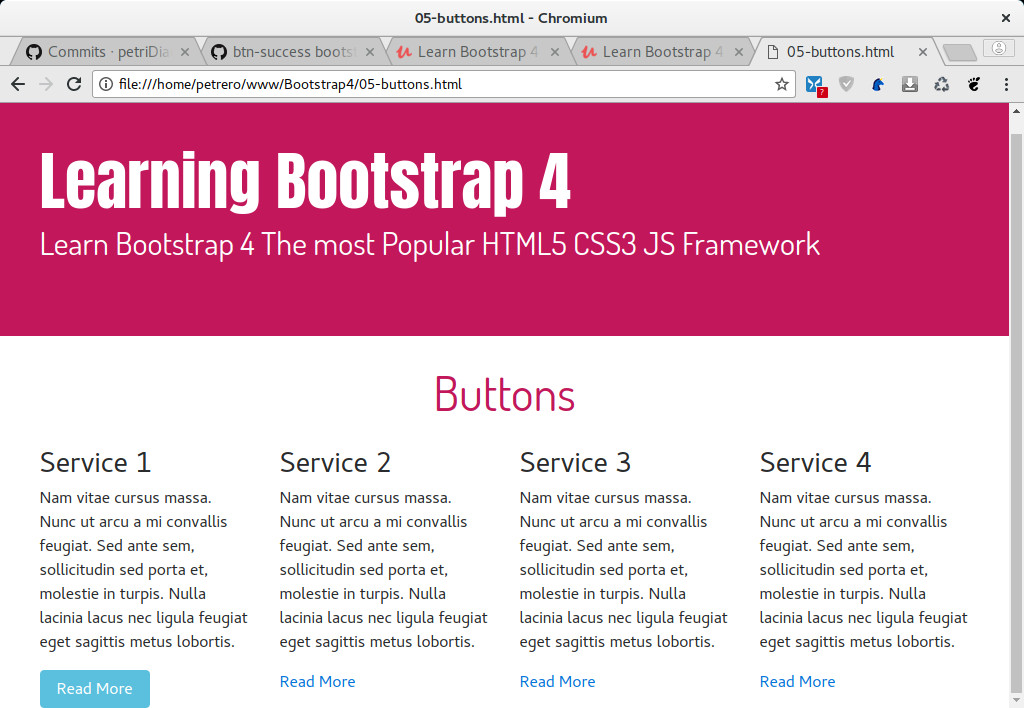 05-buttons.html - Chromium
Commits · petriDia
btn-success boots
Learn Bootstrap 4
Learn Bootstrap 4
05-buttons.html
file:///home/petrero/www/Bootstrap4/05-buttons.html
?
Learning Bootstrap 4
Learn Bootstrap 4 The most Popular HTML5 CSS3 JS Framework
Buttons
Service 1
Nam vitae cursus massa.
Nunc ut arcu a mi convallis
feugiat. Sed ante sem,
sollicitudin sed porta et,
molestie in turpis. Nulla
lacinia lacus nec ligula feugiat
eget sagittis metus lobortis.
Read More
Service 2
Nam vitae cursus massa.
Nunc ut arcu a mi convallis
feugiat. Sed ante sem,
sollicitudin sed porta et,
molestie in turpis. Nulla
lacinia lacus nec ligula feugiat
eget sagittis metus lobortis.
Read More
Service 3
Nam vitae cursus massa.
Nunc ut arcu a mi convallis
feugiat. Sed ante sem,
sollicitudin sed porta et,
molestie in turpis. Nulla
lacinia lacus nec ligula feugiat
eget sagittis metus lobortis.
Read More
Service 4
Nam vitae cursus massa.
Nunc ut arcu a mi convallis
feugiat. Sed ante sem,
sollicitudin sed porta et,
molestie in turpis. Nulla
lacinia lacus nec ligula feugiat
eget sagittis metus lobortis.
Read More